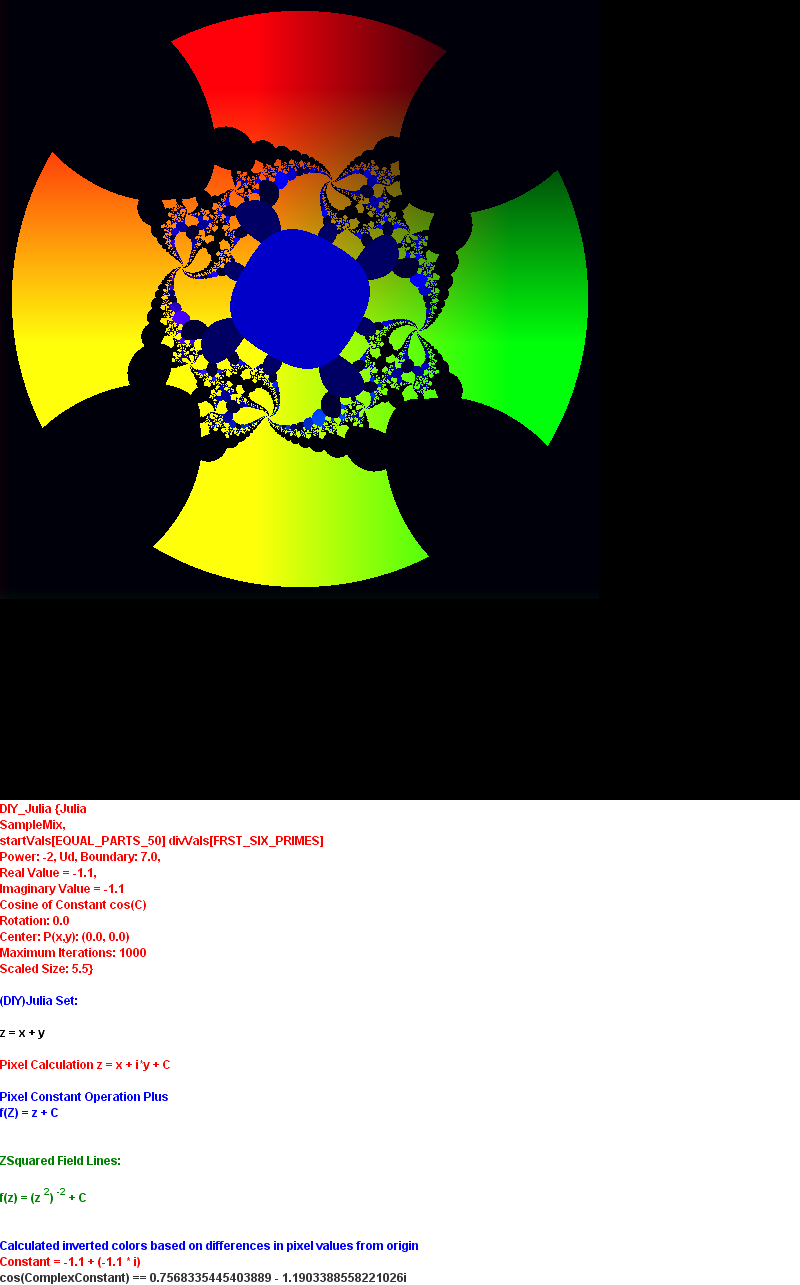 DIY_Julia {Julia
SampleMix,
startVals[EQUAL_PARTS_50] divVals[FRST_SIX_PRIMES]
Power: -2, Ud, Boundary: 7.0,
Real Value = -1.1,
Imaginary Value = -1.1
Cosine of Constant cos(C)
Rotation: 0.0
Center: P(x,y): (0.0, 0.0)
Maximum Iterations: 1000
Scaled Size: 5.5}
(DIY)Julia Set:
z = x + y
Pixel Calculation z = x + i*y + C
Pixel Constant Operation Plus
f(Z) = z + C
ZSquared Field Lines:
f(z) = (z 2) -2 + C
Calculated inverted colors based on differences in pixel values from origin
Constant = -1.1 + (-1.1 * i)
cos(ComplexConstant) == 0.7568335445403889 - 1.1903388558221026i